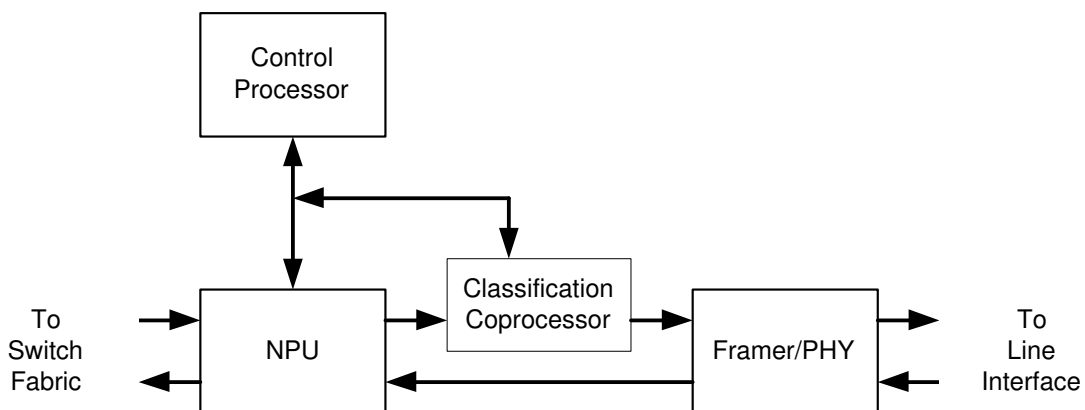 Control
Processor
Classification
Coprocessor
To
Switch
Fabric
NPU
Framer/PHY
To
Line
Interface